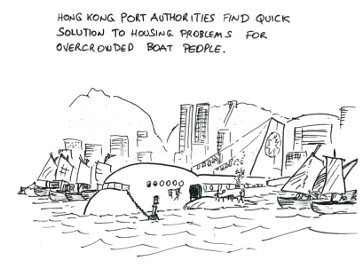 HONG KONG PORT AUTHORITIES FIND QUICK
SOLUTION TO HOUSING PROBLEMS FOR
OVERCROWDED BOAT PEOPLE.